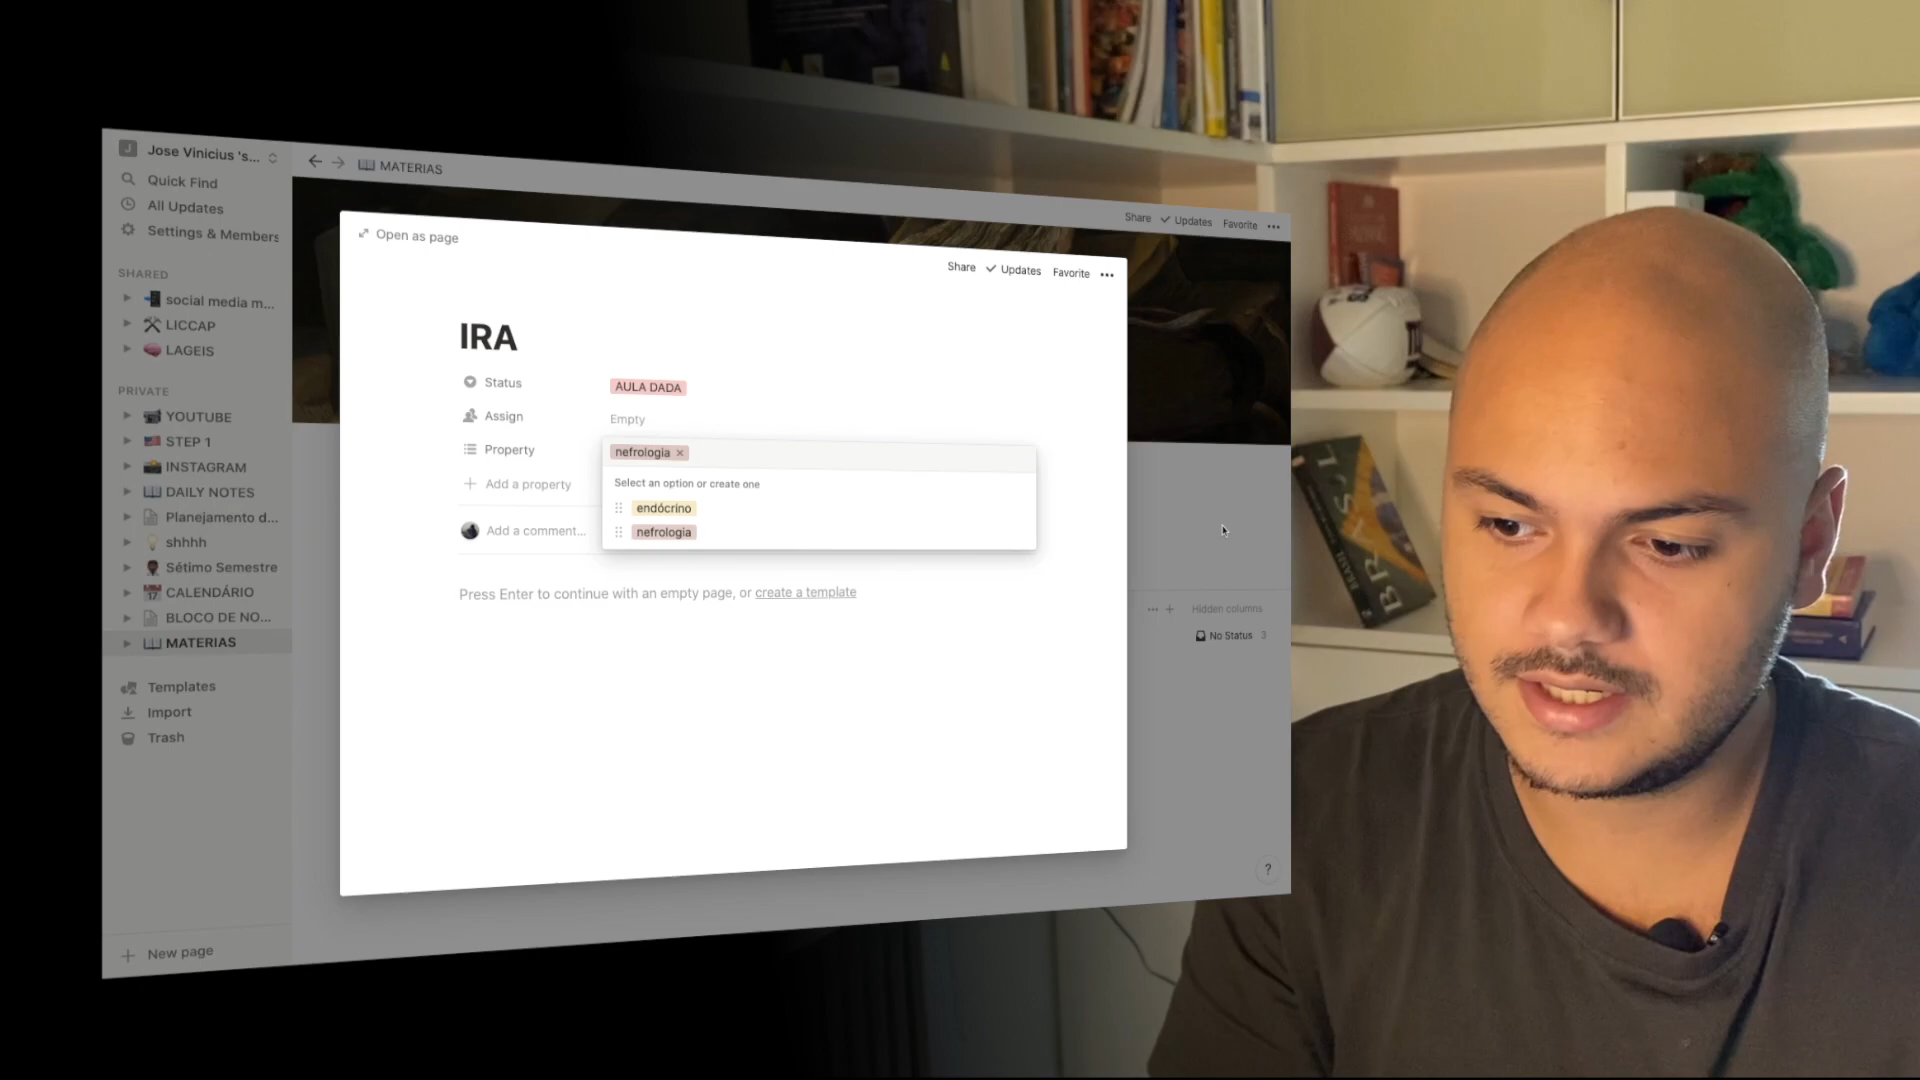 J
Jose Vinicius 's...
Quick Find
All Updates
Settings & Members
SHARED
social media m...
LICCAP
LAGEIS
PRIVATE
YOUTUBE
STEP 1
INSTAGRAM
DAILY NOTES
Planejamento d...
shhhh
Sétimo Semestre
17
CALENDÁRIO
BLOCO DE NO...
MATERIAS
Templates
Import
Trash
+ New page
MATERIAS
Share
Updates
Favorite
...
Open as page
Share
Updates
Favorite
...
IRA
Status
AULA DADA
Assign
Empty
Property
nefrologia ×
+ Add a property
Select an option or create one
endócrino
nefrologia
Add a comment...
Press Enter to continue with an empty page, or create a template
... +
Hidden columns
No Status 3
?
BRAS L